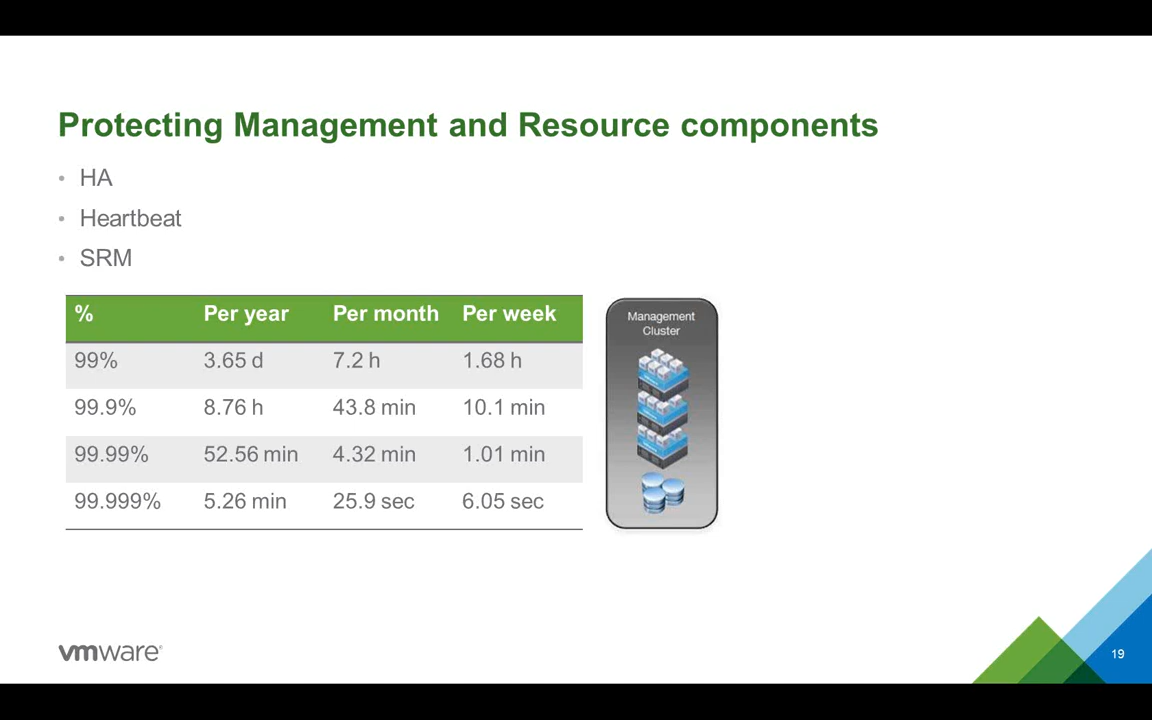 Protecting Management and Resource components
• HA
• Heartbeat
• SRM
% Per year Per month Per week
99% 3.65 d 7.2 h 1.68 h
99.9% 8.76 h 43.8 min 10.1 min
99.99% 52.56 min 4.32 min 1.01 min
99.999% 5.26 min 25.9 sec 6.05 sec
Management
Cluster
vmware®
19